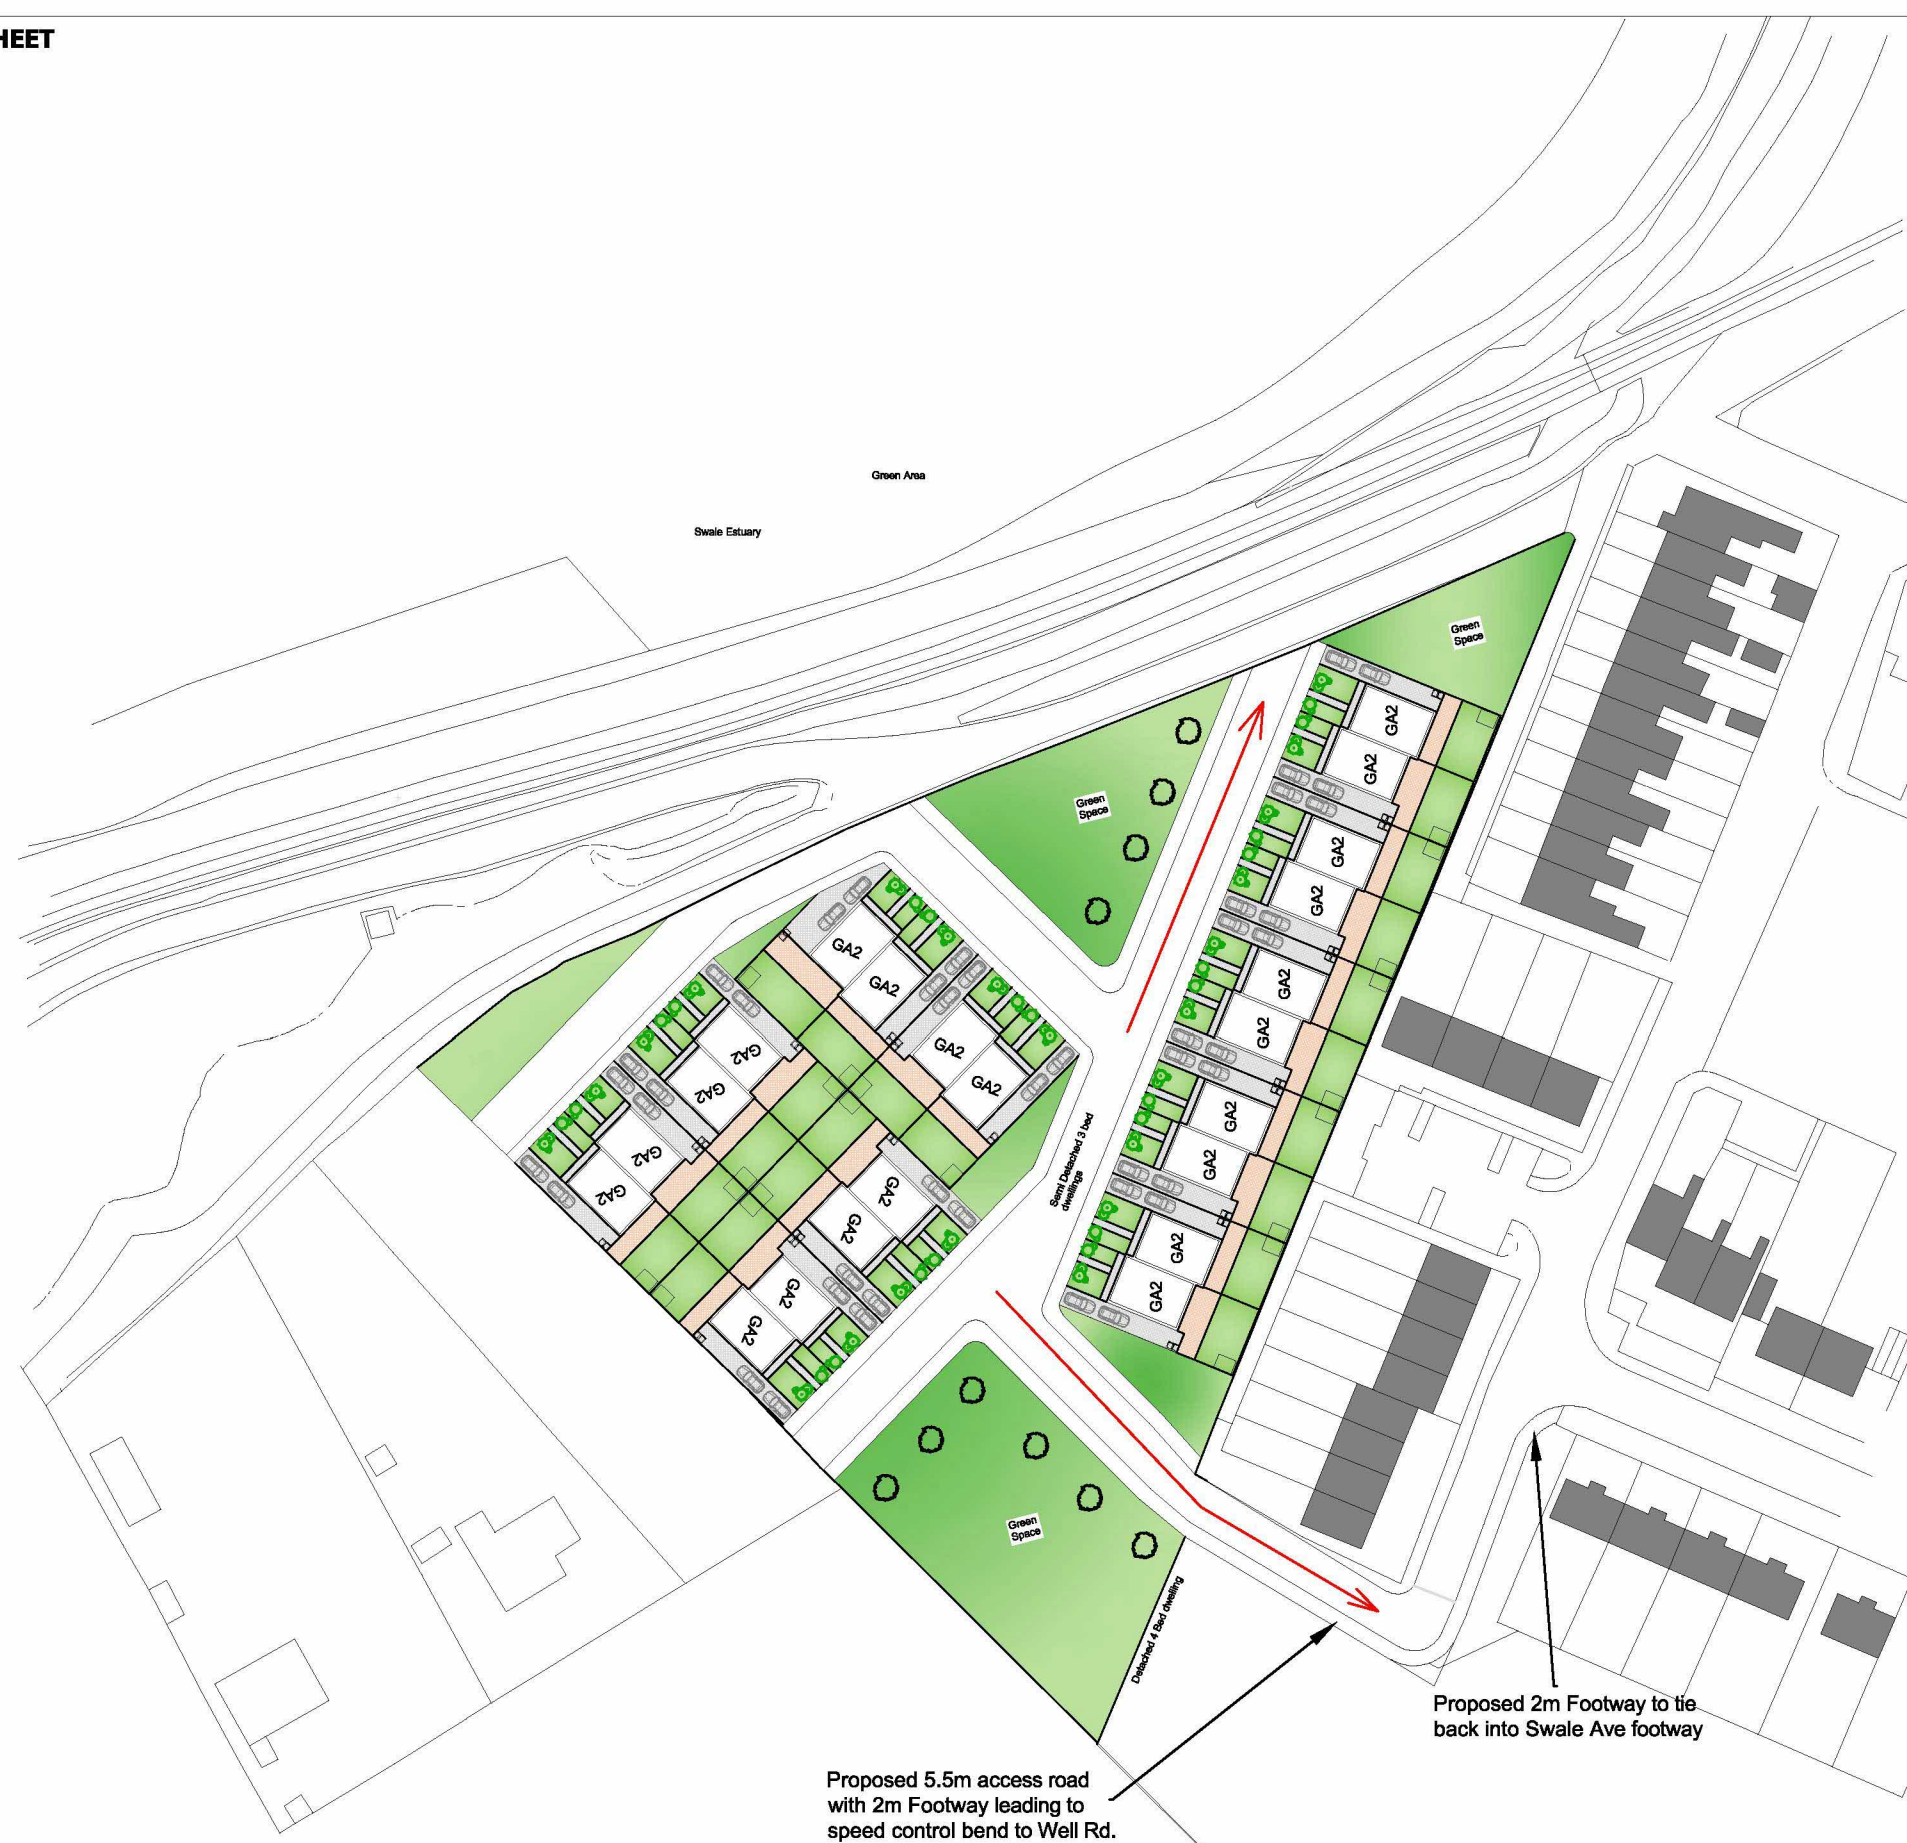 HEET
Green Area
Swale Estuary
Green
Space
GA2
GA2
GA2
GA2
GA2
GA2
GA2
GA2
GA2
GA2
Green
Space
GA2
GA2
GA2
GA2
GA2
GA2
GA2
GA2
GA2
GA2
GA2
GA2
Semi Detached 3 bed
dwellings
Green
Space
Detached 4 Bed dwelling
Proposed 2m Footway to tie
back into Swale Ave footway
Proposed 5.5m access road
with 2m Footway leading to
speed control bend to Well Rd.